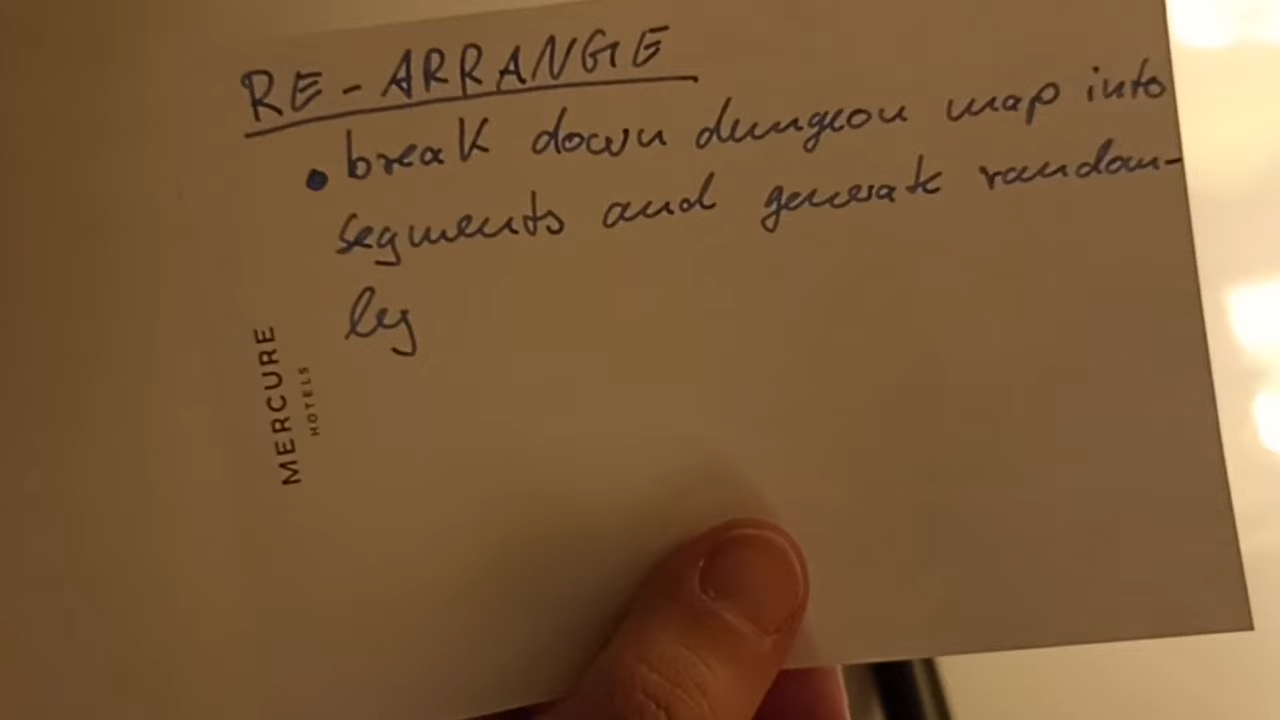 RE-ARRANGE
• break down dungeon map into
segments and generate random-
ly
MERCURE
HOTELS